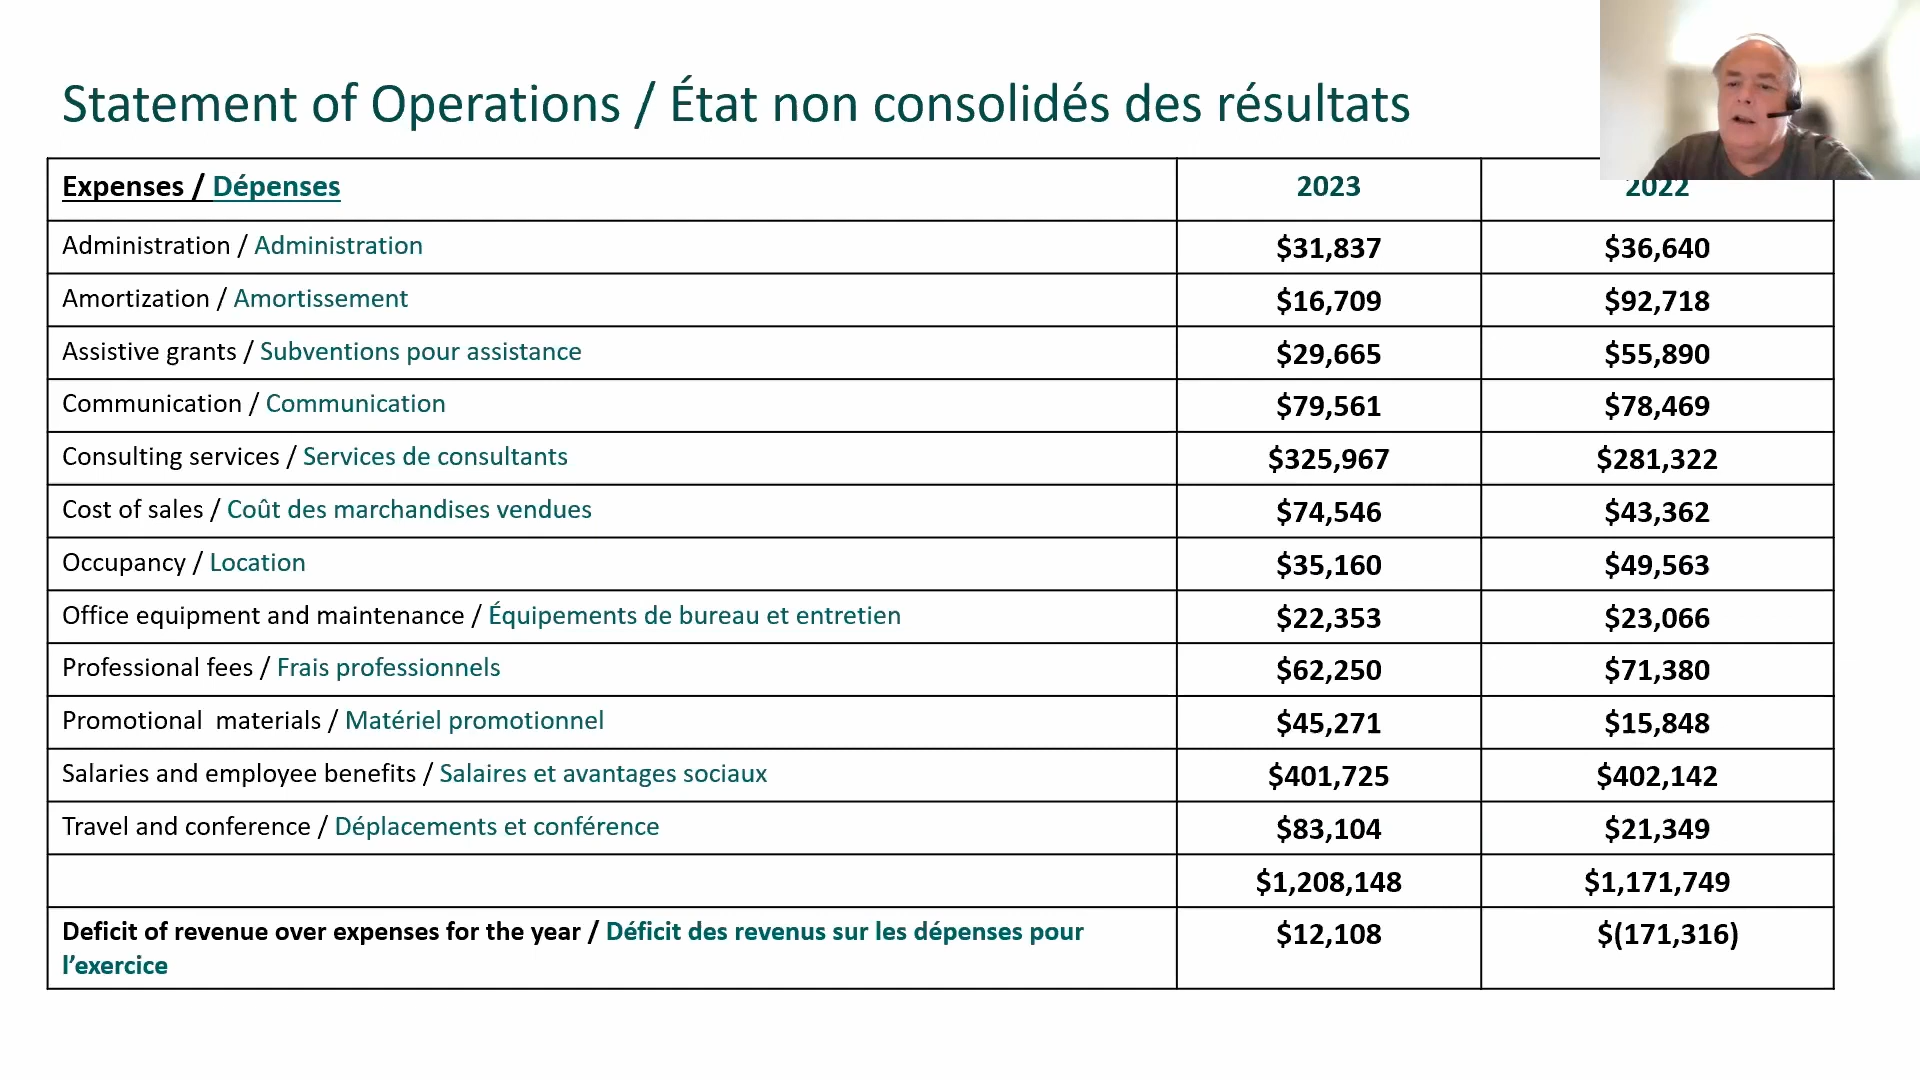 Statement of Operations / État non consolidés des résultats
Expenses / Dépenses 2023 2022
Administration / Administration $31,837 $36,640
Amortization / Amortissement $16,709 $92,718
Assistive grants / Subventions pour assistance $29,665 $55,890
Communication / Communication $79,561 $78,469
Consulting services / Services de consultants $325,967 $281,322
Cost of sales / Coût des marchandises vendues $74,546 $43,362
Occupancy / Location $35,160 $49,563
Office equipment and maintenance / Équipements de bureau et entretien $22,353 $23,066
Professional fees / Frais professionnels $62,250 $71,380
Promotional materials / Matériel promotionnel $45,271 $15,848
Salaries and employee benefits / Salaires et avantages sociaux $401,725 $402,142
Travel and conference / Déplacements et conférence $83,104 $21,349
$1,208,148 $1,171,749
Deficit of revenue over expenses for the year / Déficit des revenus sur les dépenses pour $12,108 $(171,316)
l’exercice